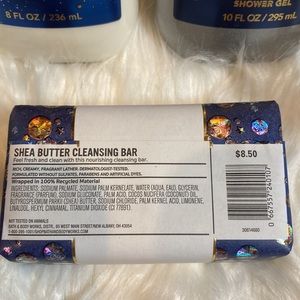 8 FL OZ / 236 mL
SHOWER GEL
10 FL OZ / 295 mL
SHEA BUTTER CLEANSING BAR
Feel fresh and clean with this nourishing cleansing bar.
RICH, CREAMY, FRAGRANT LATHER. DERMATOLOGIST-TESTED.
FORMULATED WITHOUT SULFATES, PARABENS AND ARTIFICIAL DYES.
Wrapped in 100% Recycled Material
INGREDIENTS: SODIUM PALMATE, SODIUM PALM KERNELATE, WATER (AQUA, EAU), GLYCERIN,
FRAGRANCE (PARFUM), SODIUM GLUCONATE, PALM ACID, COCOS NUCIFERA (COCONUT) OIL,
BUTYROSPERMUM PARKII (SHEA) BUTTER, SODIUM CHLORIDE, PALM KERNEL ACID, LIMONENE,
LINALOOL, HEXYL CINNAMAL, TITANIUM DIOXIDE (CI 77891).
NOT TESTED ON ANIMALS
BATH & BODY WORKS, DISTR., 95 WEST MAIN STREET, NEW ALBANY, OH 43054
$8.50